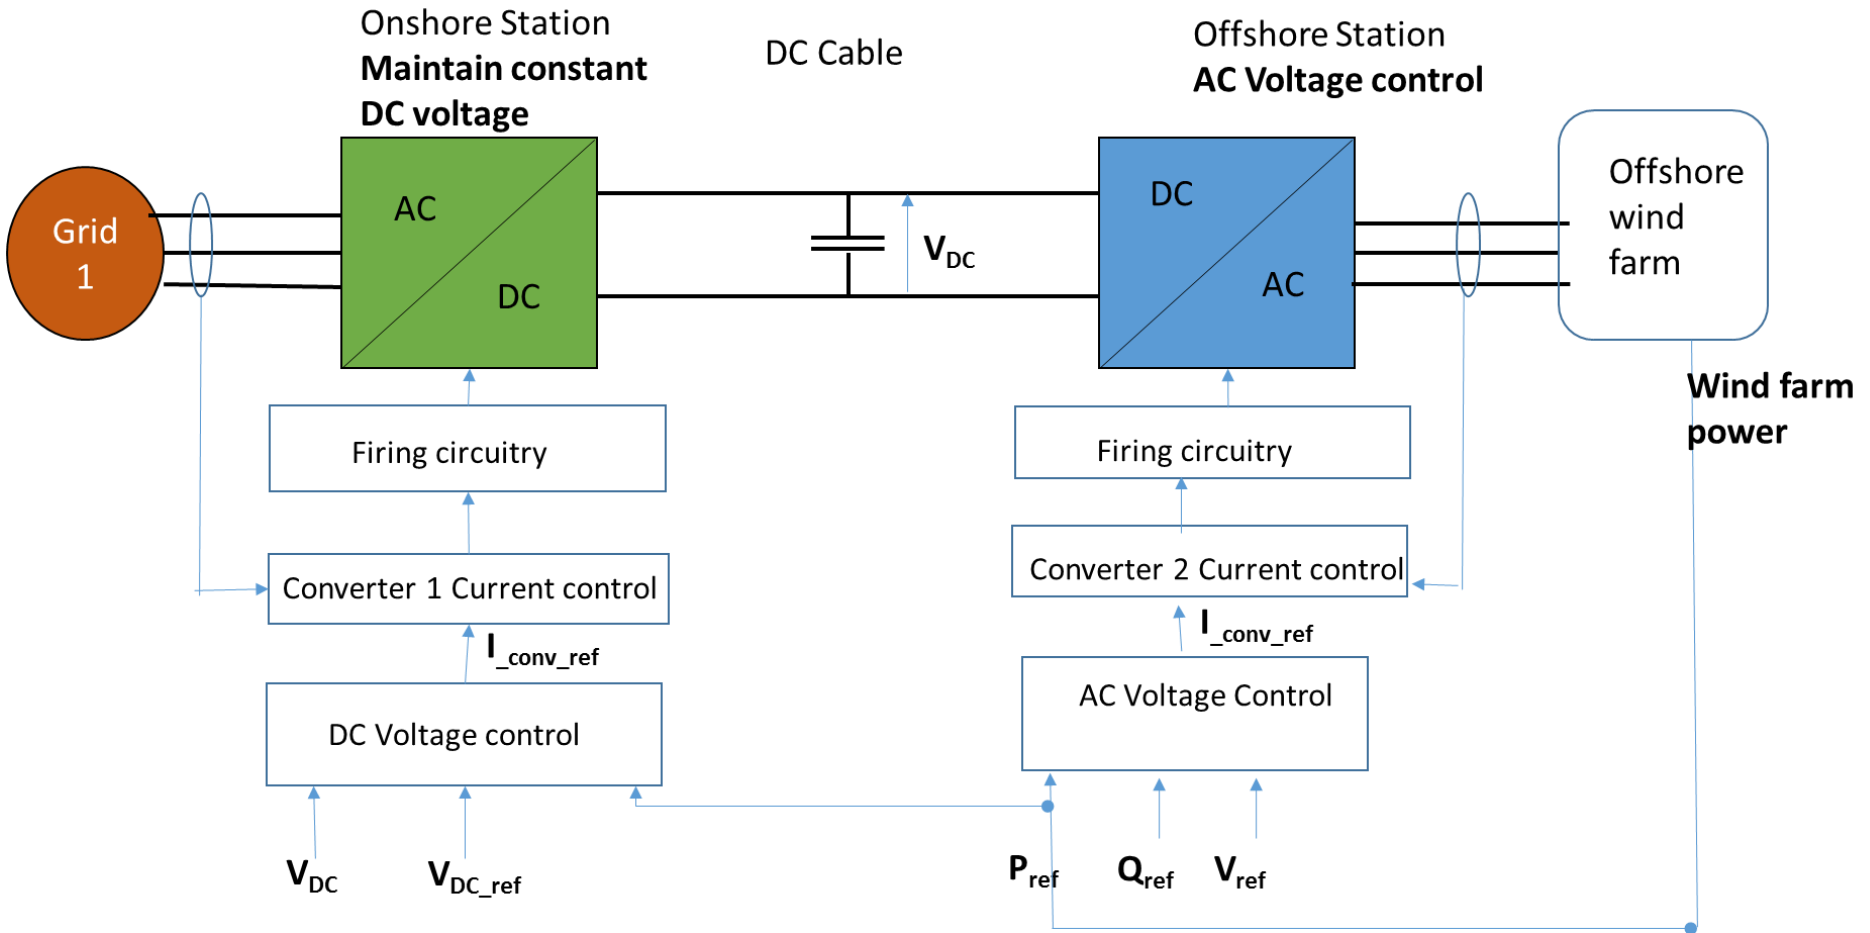 Onshore Station
Maintain constant
DC voltage
DC Cable
Offshore Station
AC Voltage control
Grid
1
AC
DC
V_DC
DC
AC
Offshore
wind
farm
Wind farm
power
Firing circuitry
Firing circuitry
Converter 1 Current control
Converter 2 Current control
I_conv_ref
I_conv_ref
DC Voltage control
AC Voltage Control
V_DC
V_DC_ref
P_ref
Q_ref
V_ref